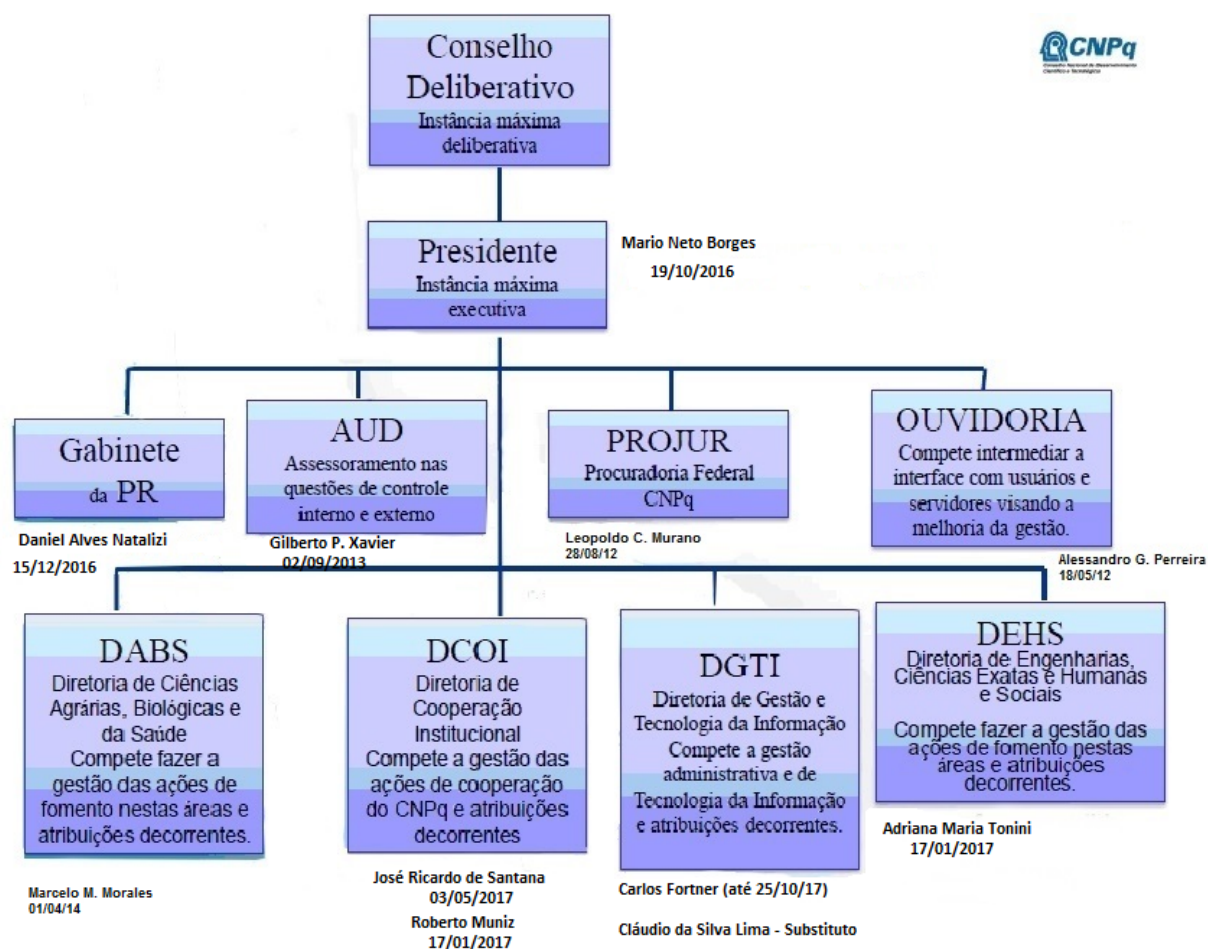 Conselho
Deliberativo
Instância máxima
deliberativa
CNPq
Conselho Nacional de Desenvolvimento
Científico e Tecnológico
Presidente
Instância máxima
executiva
Mario Neto Borges
19/10/2016
Gabinete
da PR
Daniel Alves Natalizi
15/12/2016
AUD
Assessoramento nas
questões de controle
interno e externo
Gilberto P. Xavier
02/09/2013
PROJUR
Procuradoria Federal
CNPq
Leopoldo C. Murano
28/08/12
OUVIDORIA
Compete intermediar a
interface com usuários e
servidores visando a
melhoria da gestão.
Alessandro G. Perreira
18/05/12
DABS
Diretoria de Ciências
Agrárias, Biológicas e
da Saúde
Compete fazer a
gestão das ações de
fomento nestas áreas e
atribuições decorrentes.
Marcelo M. Morales
01/04/14
DCOI
Diretoria de
Cooperação
Institucional
Compete a gestão das
ações de cooperação
do CNPq e atribuições
decorrentes
José Ricardo de Santana
03/05/2017
Roberto Muniz
17/01/2017
DGTI
Diretoria de Gestão e
Tecnologia da Informação
Compete a gestão
administrativa e de
Tecnologia da Informação
e atribuições decorrentes.
Carlos Fortner (até 25/10/17)
Cláudio da Silva Lima - Substituto
DEHS
Diretoria de Engenharias,
Ciências Exatas e Humanas
e Sociais
Compete fazer a gestão das
ações de fomento nestas
áreas e atribuições
decorrentes.
Adriana Maria Tonini
17/01/2017